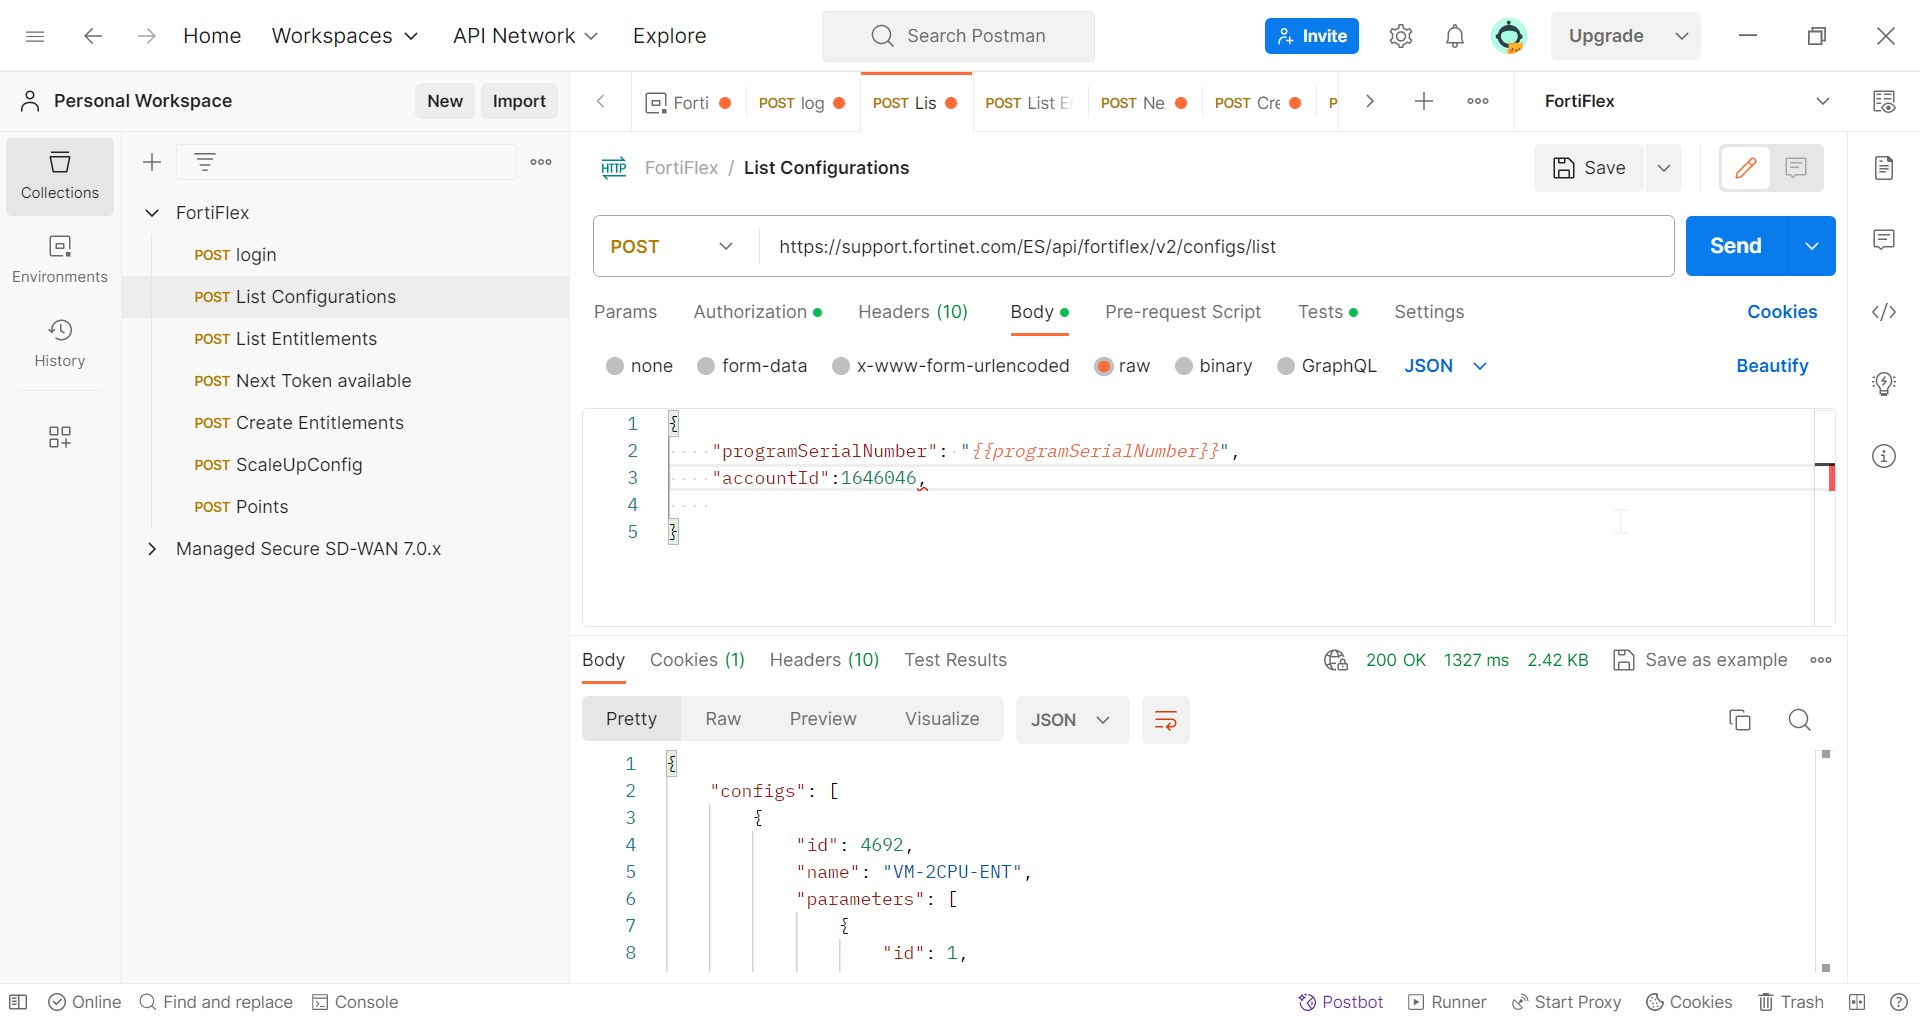 Home Workspaces API Network Explore Search Postman Invite Upgrade
Personal Workspace New Import
Forti POST log POST Lis POST List E POST Ne POST Cre P FortiFlex
Collections
Environments
History
FortiFlex
POST login
POST List Configurations
POST List Entitlements
POST Next Token available
POST Create Entitlements
POST ScaleUpConfig
POST Points
Managed Secure SD-WAN 7.0.x
HTTP FortiFlex / List Configurations Save
POST https://support.fortinet.com/ES/api/fortiflex/v2/configs/list Send
Params Authorization Headers (10) Body Pre-request Script Tests Settings Cookies
none form-data x-www-form-urlencoded raw binary GraphQL JSON Beautify
1 {
2 "programSerialNumber": "{{programSerialNumber}}",
3 "accountId":1646046,
4
5 }
Body Cookies (1) Headers (10) Test Results 200 OK 1327 ms 2.42 KB Save as example
Pretty Raw Preview Visualize JSON
1 {
2 "configs": [
3 {
4 "id": 4692,
5 "name": "VM-2CPU-ENT",
6 "parameters": [
7 {
8 "id": 1,
Online Find and replace Console Postbot Runner Start Proxy Cookies Trash